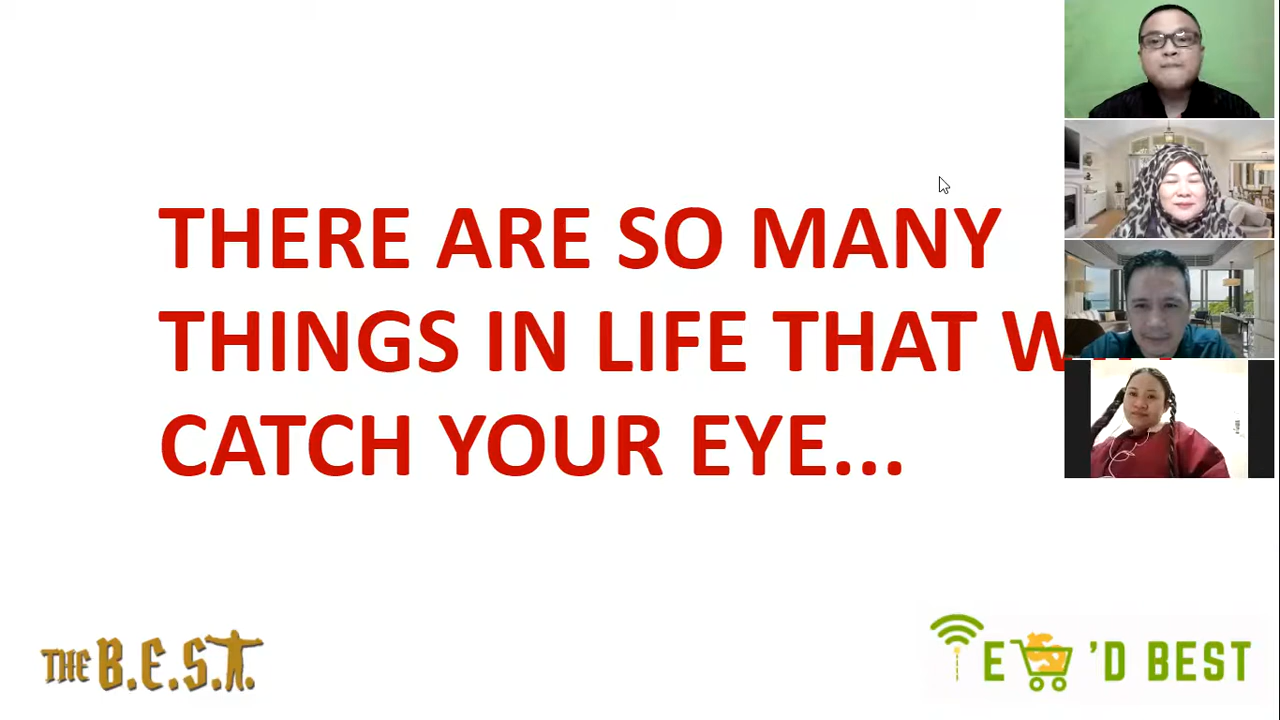 THERE ARE SO MANY
THINGS IN LIFE THAT
CATCH YOUR EYE...
THE B.E.S.T.
E 'D BEST